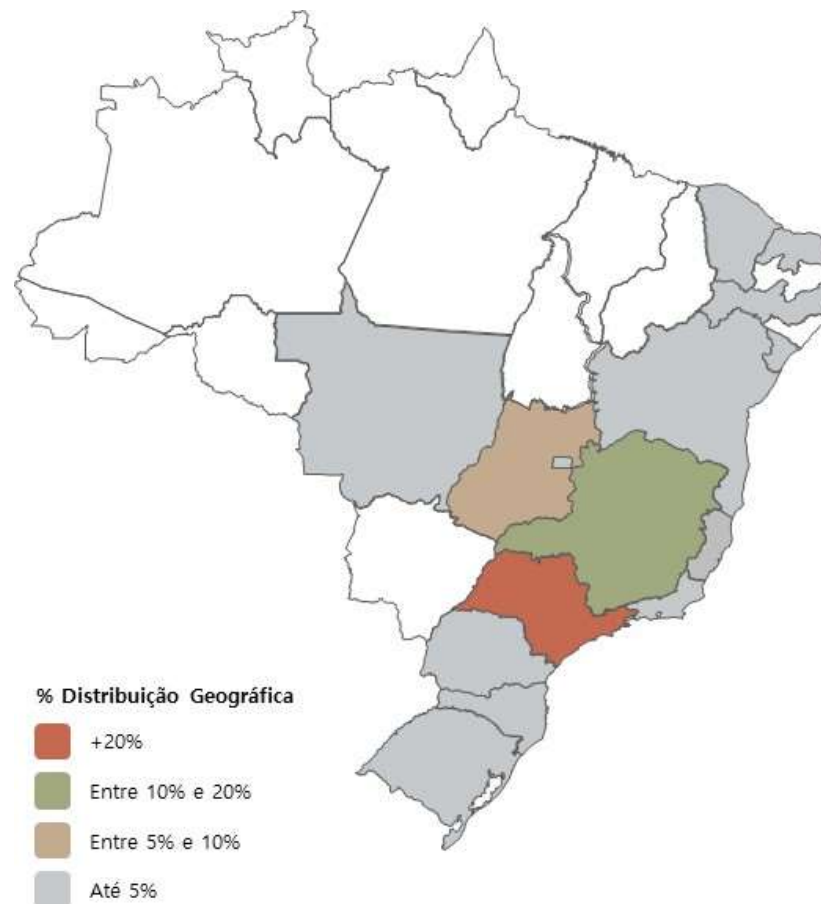 % Distribuição Geográfica
+20%
Entre 10% e 20%
Entre 5% e 10%
Até 5%